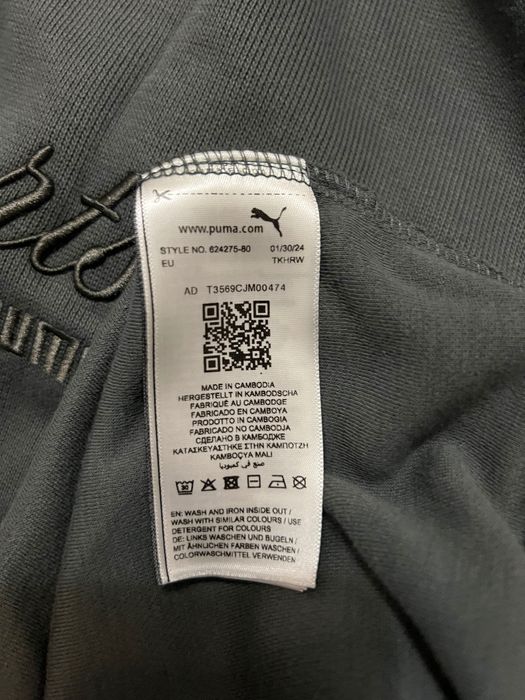 www.puma.com
STYLE NO. 624275-80 01/30/24
EU TKHRW
AD T3569CJM00474
MADE IN CAMBODIA
HERGESTELLT IN KAMBODSCHA
FABRIQUÉ AU CAMBODGE
FABRICADO EN CAMBOYA
PRODOTTO IN CAMBOGIA
FABRICADO NO CAMBODJA
СДЕЛАНО В КАМБОДЖЕ
ΚΑΤΑΣΚΕΥΑΣΤΗΚΕ ΣΤΗΝ ΚΑΜΠΟΤΖΗ
KAMBOÇYA MALI
صنع في كمبوديا
EN: WASH AND IRON INSIDE OUT /
WASH WITH SIMILAR COLOURS / USE
DETERGENT FOR COLOURS
DE: LINKS WASCHEN UND BÜGELN /
MIT ÄHNLICHEN FARBEN WASCHEN /
COLORWASCHMITTEL VERWENDEN